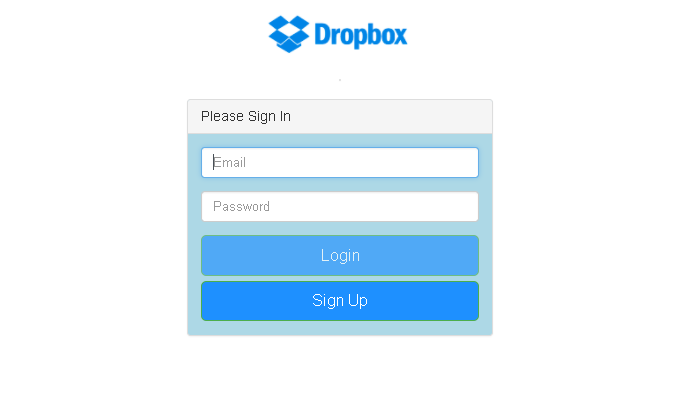 Dropbox
Please Sign In
Email
Password
Login
Sign Up